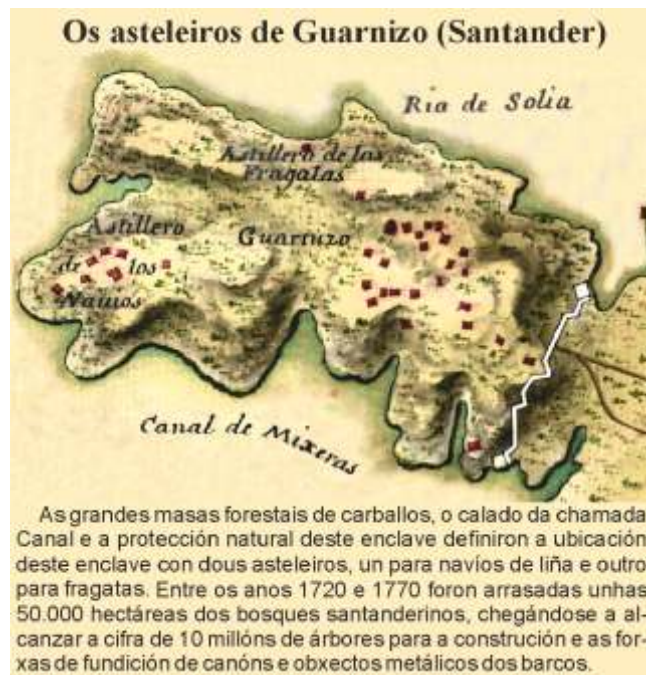 Os asteleiros de Guarnizo (Santander)
Ria de Solia
Astillero de las
Fragatas
Astillero
de los
Navios
Guarnizo
Canal de Mixeras
As grandes masas forestais de carballos, o calado da chamada
Canal e a protección natural deste enclave definiron a ubicación
deste enclave con dous asteleiros, un para navíos de liña e outro
para fragatas. Entre os anos 1720 e 1770 foron arrasadas unhas
50.000 hectáreas dos bosques santanderinos, chegándose a al-
canzar a cifra de 10 millóns de árbores para a construción e as for-
xas de fundición de canóns e obxectos metálicos dos barcos.